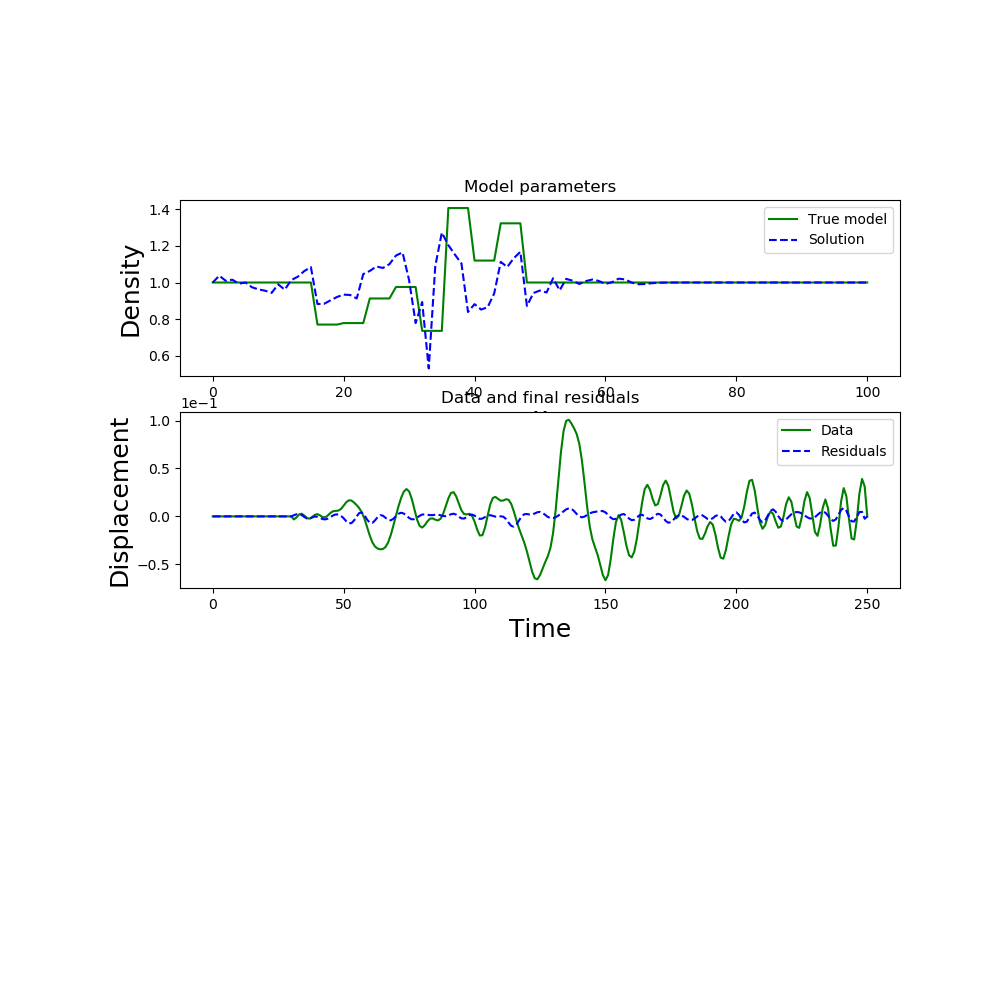 Model parameters
1.4
1.2
1.0
0.8
0.6
Density
True model
Solution
0 20 40 60 80 100
Data and final residuals
1e−1
1.0
0.5
0.0
−0.5
Displacement
Data
Residuals
0 50 100 150 200 250
Time